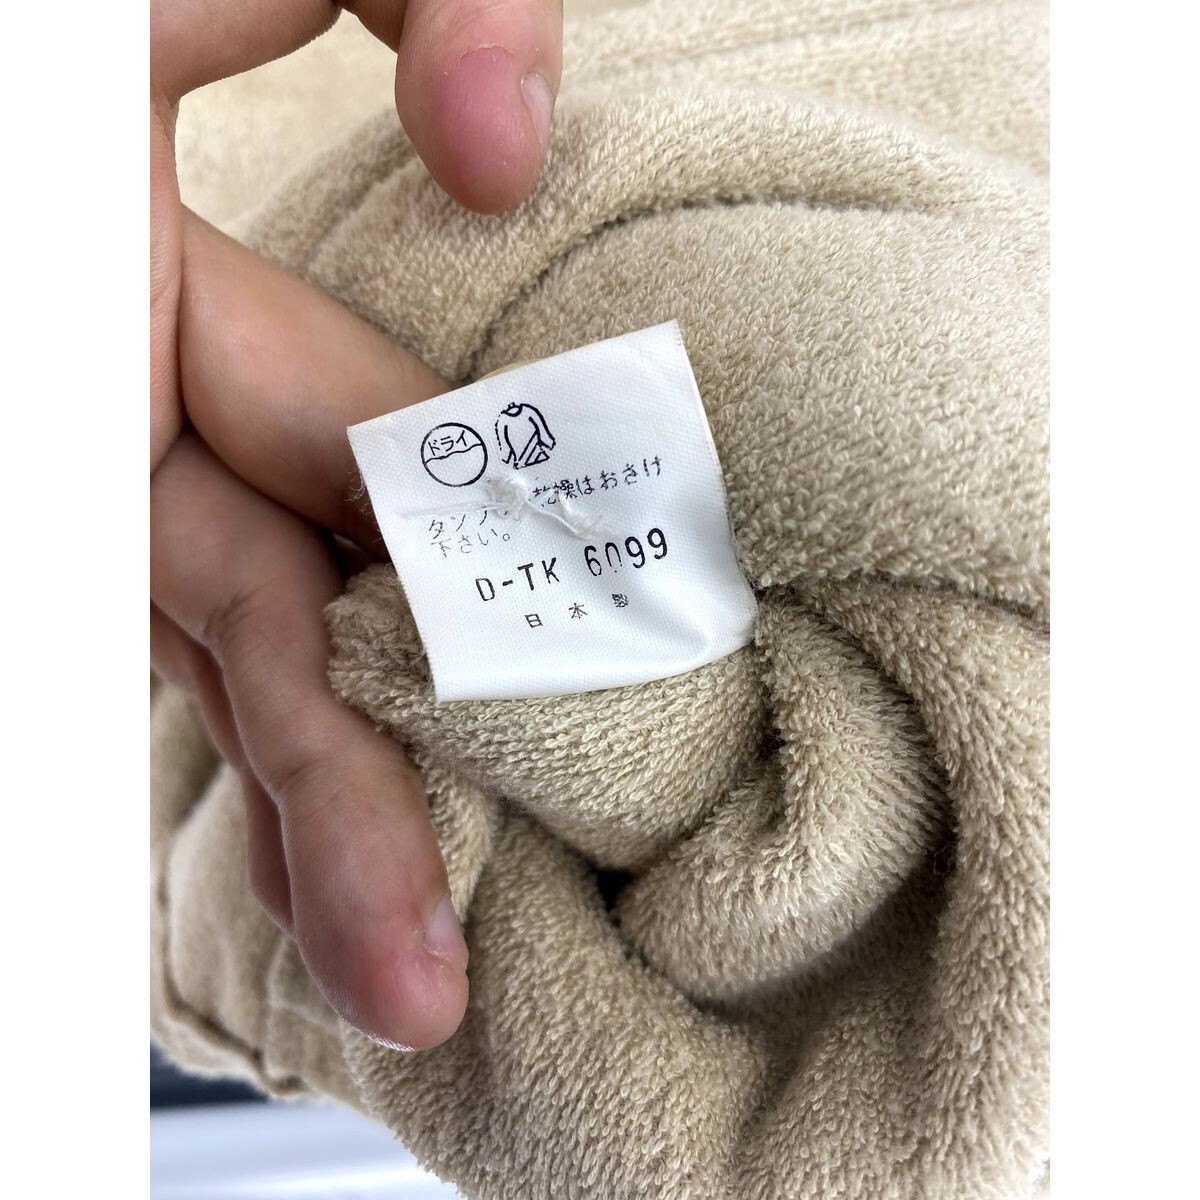 ドライ
乾燥はおさけ
下さい。
D-TK 6099
日本製